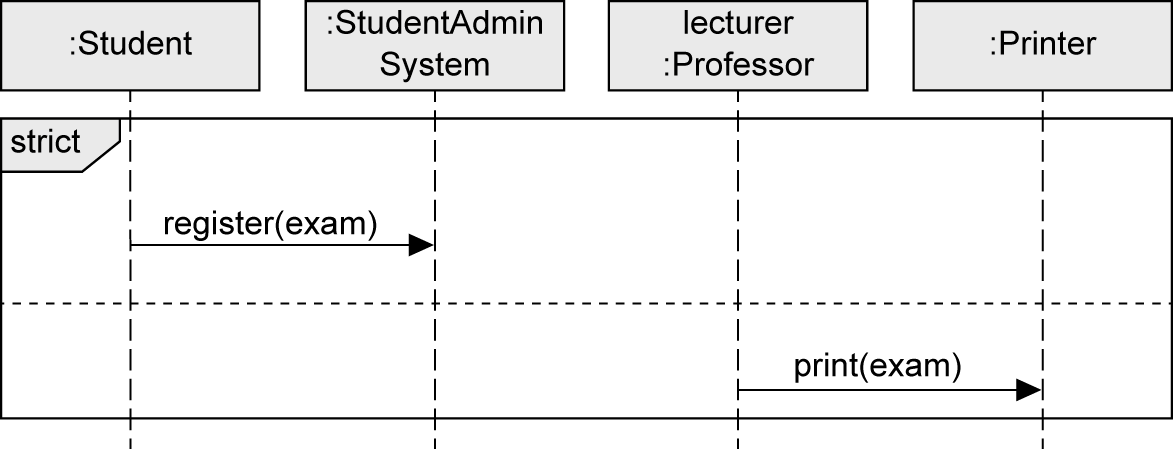 :Student
:StudentAdmin
System
lecturer
:Professor
:Printer
strict
register(exam)
print(exam)